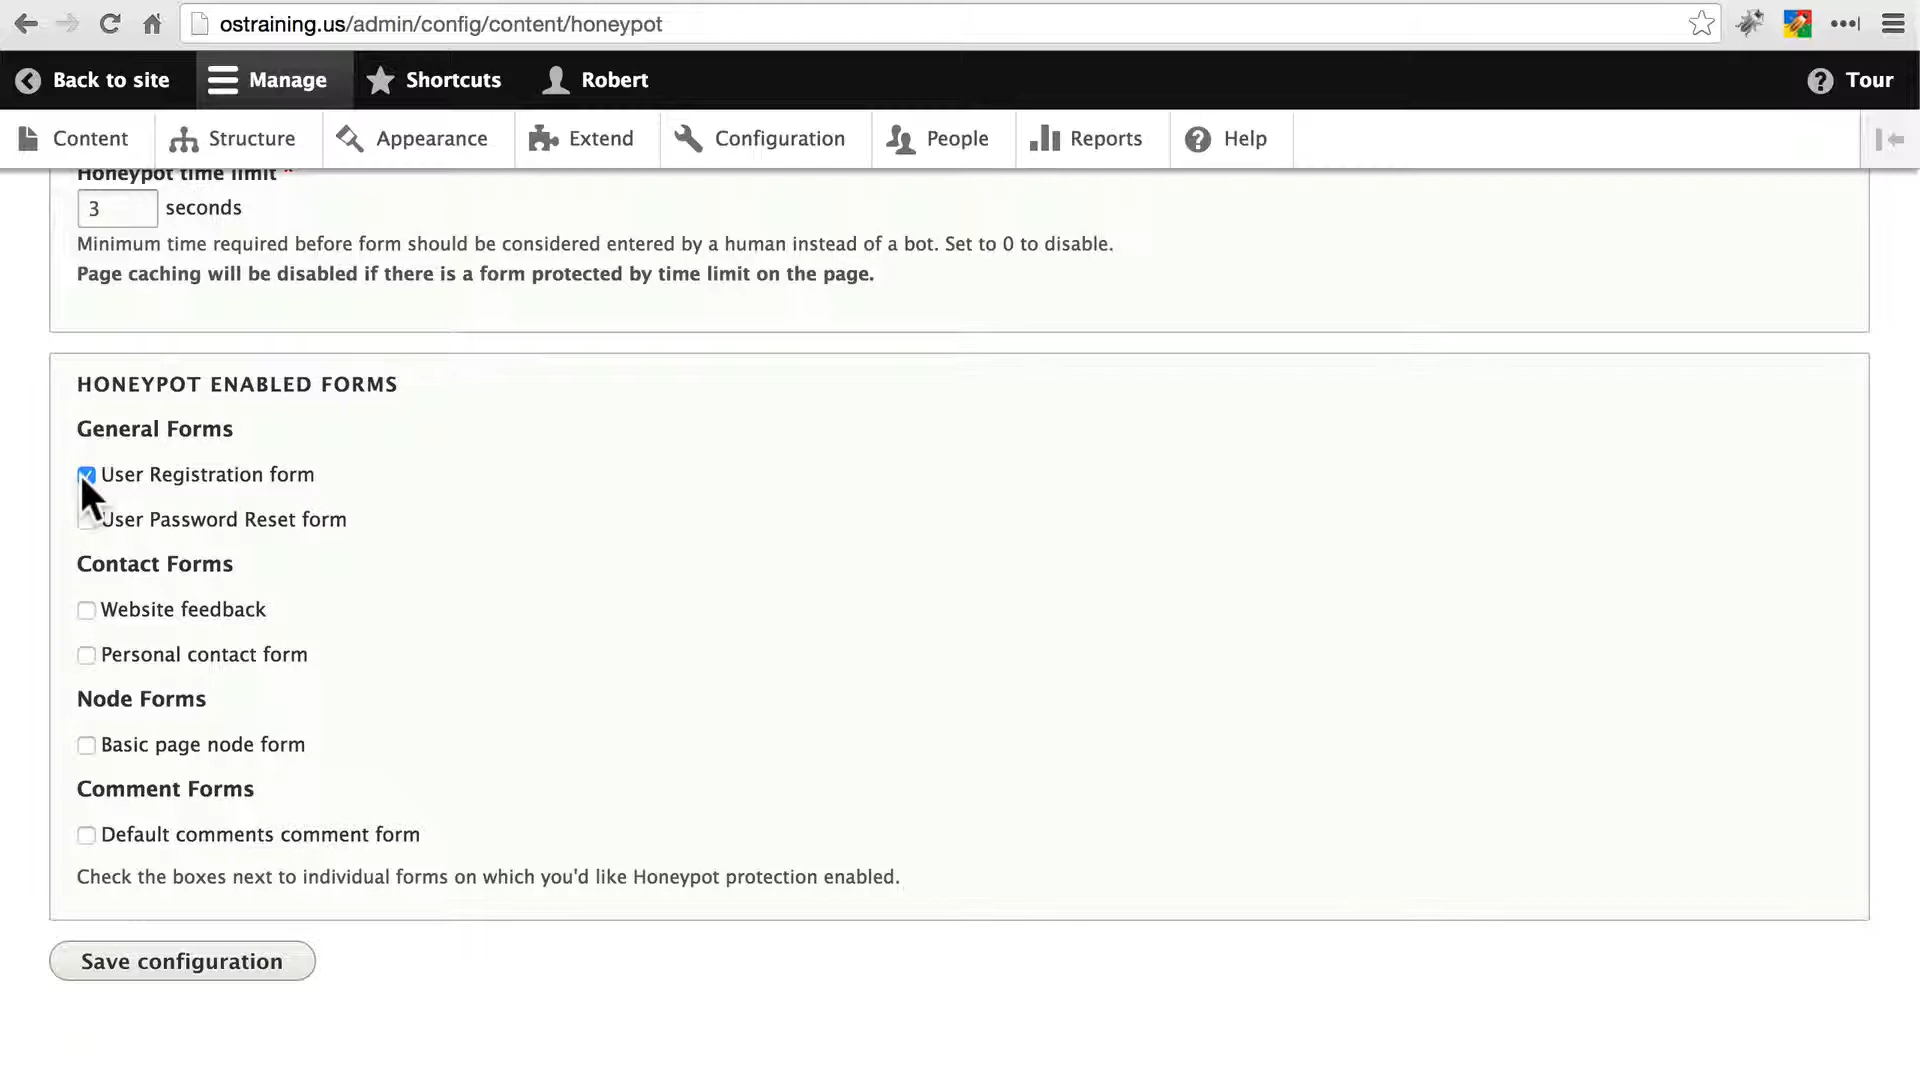 ostraining.us/admin/config/content/honeypot
Back to site Manage Shortcuts Robert Tour
Content Structure Appearance Extend Configuration People Reports Help
Honeypot time limit *
3 seconds
Minimum time required before form should be considered entered by a human instead of a bot. Set to 0 to disable.
Page caching will be disabled if there is a form protected by time limit on the page.
HONEYPOT ENABLED FORMS
General Forms
User Registration form
User Password Reset form
Contact Forms
Website feedback
Personal contact form
Node Forms
Basic page node form
Comment Forms
Default comments comment form
Check the boxes next to individual forms on which you'd like Honeypot protection enabled.
Save configuration